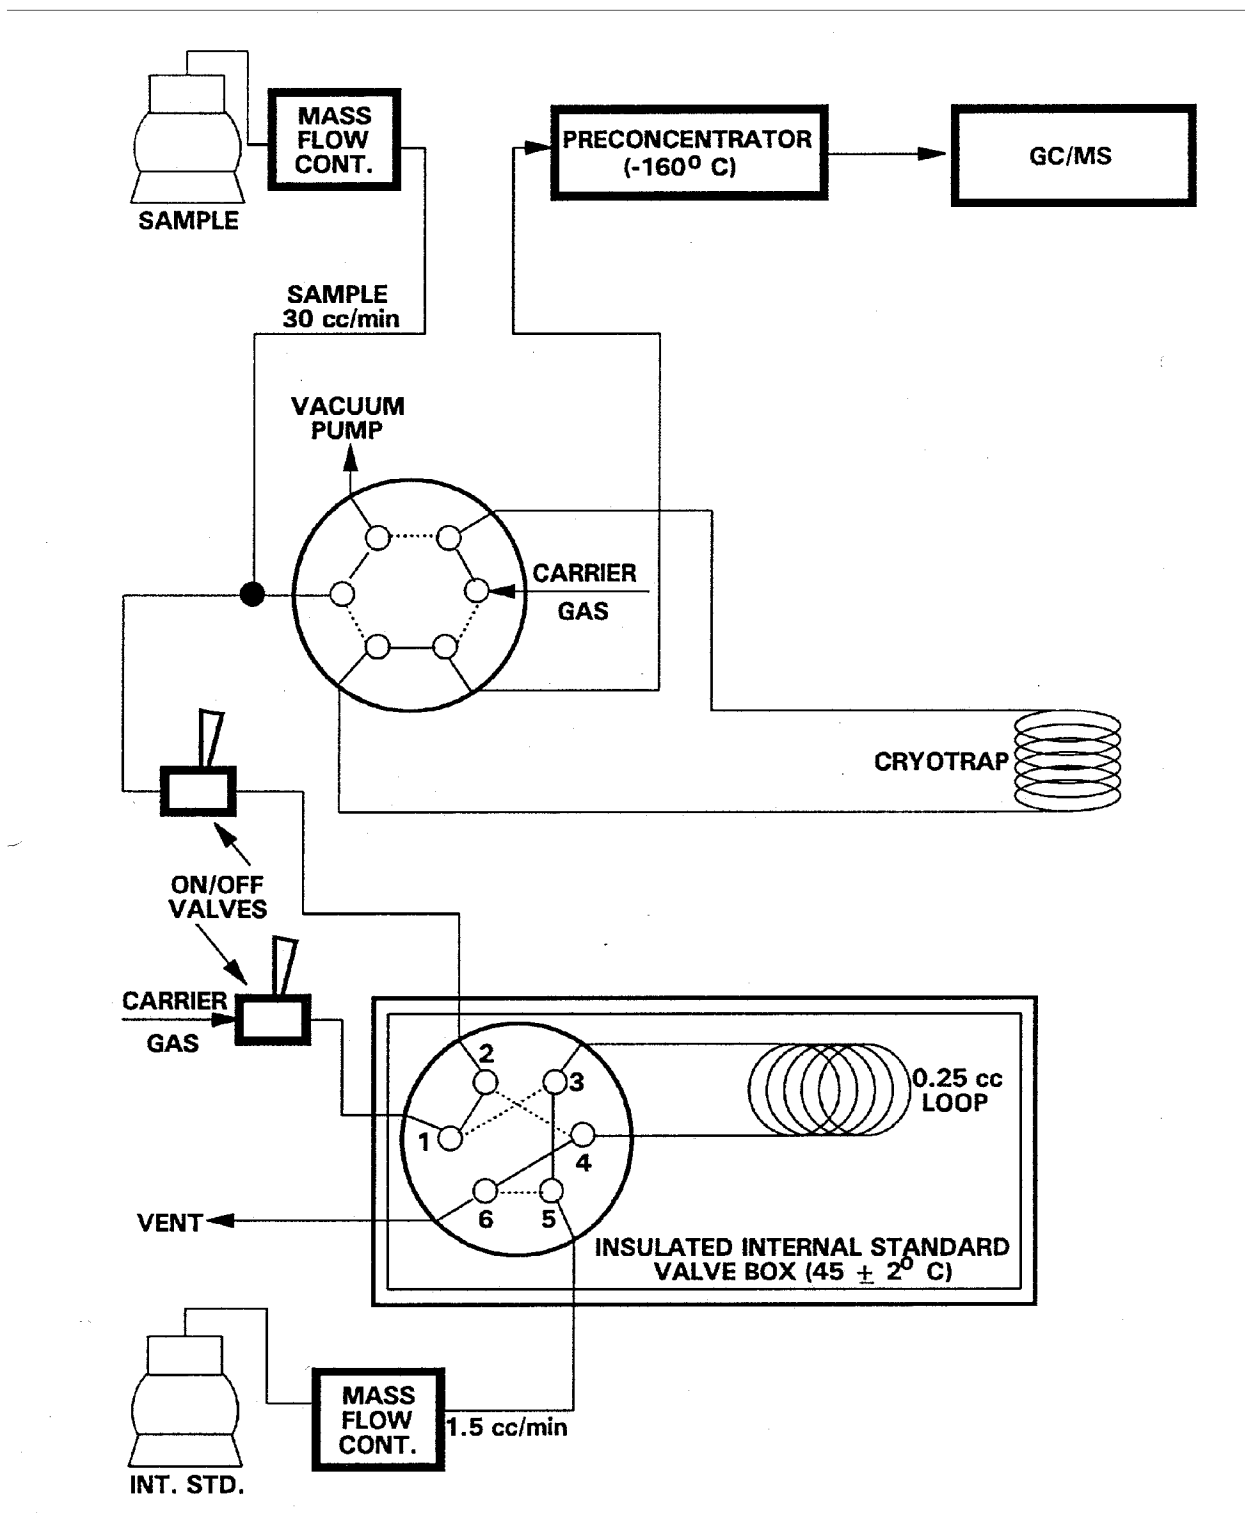 MASS
FLOW
CONT.
SAMPLE
PRECONCENTRATOR
(-160⁰ C)
GC/MS
SAMPLE
30 cc/min
VACUUM
PUMP
CARRIER
GAS
CRYOTRAP
ON/OFF
VALVES
CARRIER
GAS
2
3
1
4
6
5
0.25 cc
LOOP
VENT
INSULATED INTERNAL STANDARD
VALVE BOX (45 ± 2⁰ C)
MASS
FLOW
CONT.
1.5 cc/min
INT. STD.